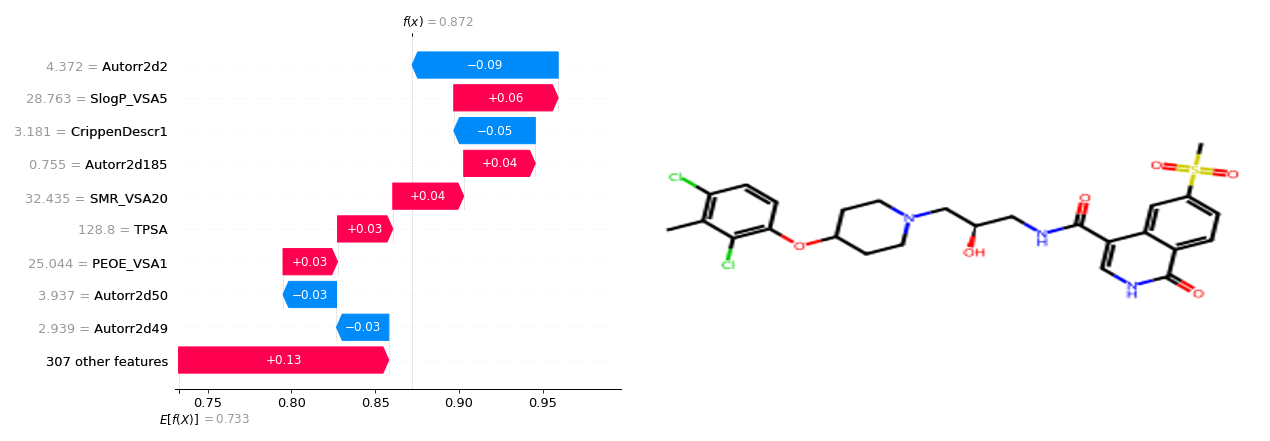 f(x) = 0.872
4.372 = Autorr2d2
−0.09
28.763 = SlogP_VSA5
+0.06
3.181 = CrippenDescr1
−0.05
0.755 = Autorr2d185
+0.04
32.435 = SMR_VSA20
+0.04
128.8 = TPSA
+0.03
25.044 = PEOE_VSA1
+0.03
3.937 = Autorr2d50
−0.03
2.939 = Autorr2d49
−0.03
307 other features
+0.13
0.75 0.80 0.85 0.90 0.95
E[f(X)] = 0.733
Cl
Cl
O
N
OH
N
H
O
O
S
O
N
H
O